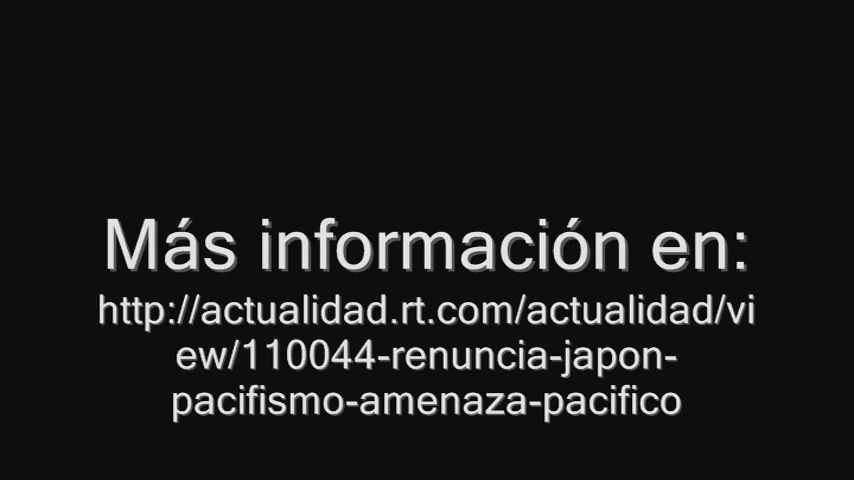 Más información en:
http://actualidad.rt.com/actualidad/vi
ew/110044-renuncia-japon-
pacifismo-amenaza-pacifico